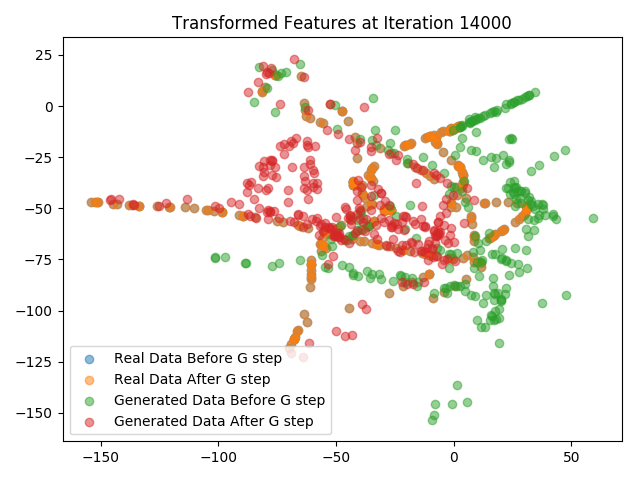 Transformed Features at Iteration 14000
25
0
−25
−50
−75
−100
−125
−150
Real Data Before G step
Real Data After G step
Generated Data Before G step
Generated Data After G step
−150
−100
−50
0
50